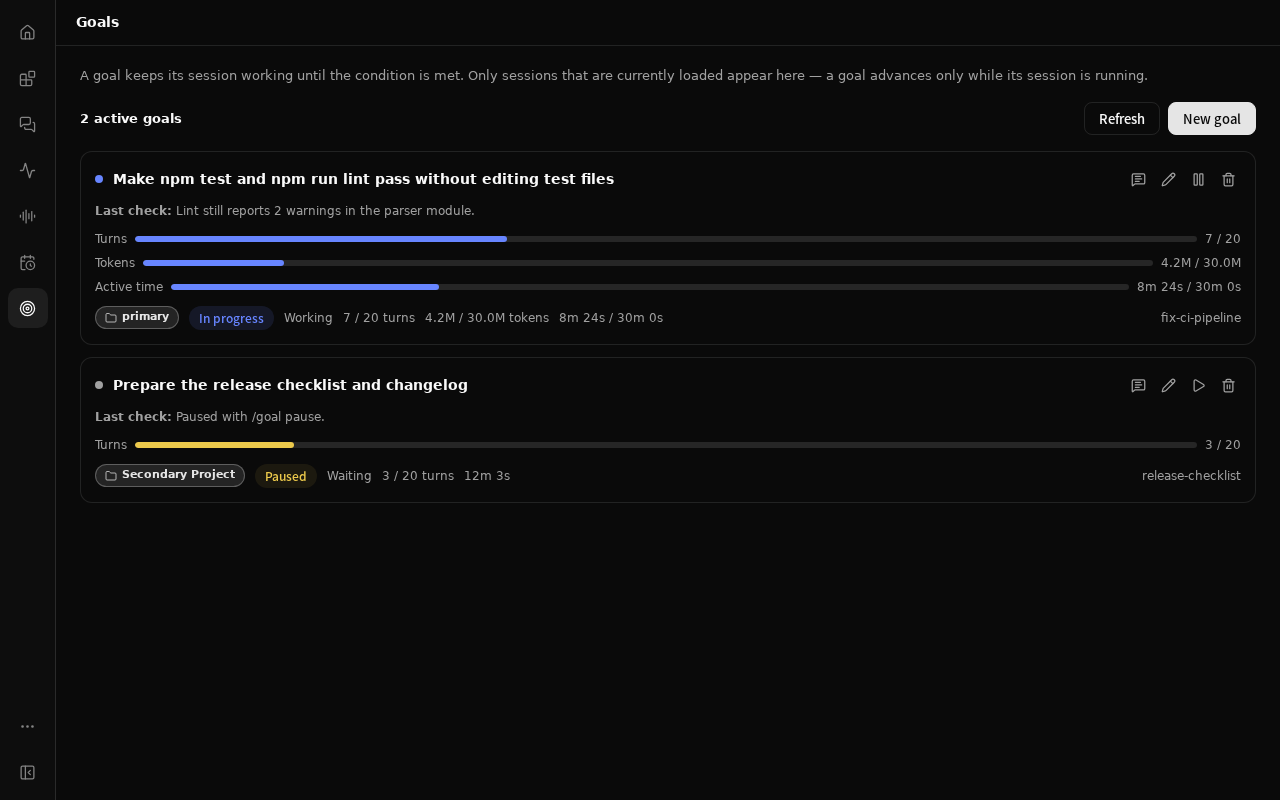 Goals
A goal keeps its session working until the condition is met. Only sessions that are currently loaded appear here — a goal advances only while its session is running.
2 active goals
Refresh
New goal
Make npm test and npm run lint pass without editing test files
Last check: Lint still reports 2 warnings in the parser module.
Turns 7 / 20
Tokens 4.2M / 30.0M
Active time 8m 24s / 30m 0s
primary In progress Working 7 / 20 turns 4.2M / 30.0M tokens 8m 24s / 30m 0s fix-ci-pipeline
Prepare the release checklist and changelog
Last check: Paused with /goal pause.
Turns 3 / 20
Secondary Project Paused Waiting 3 / 20 turns 12m 3s release-checklist